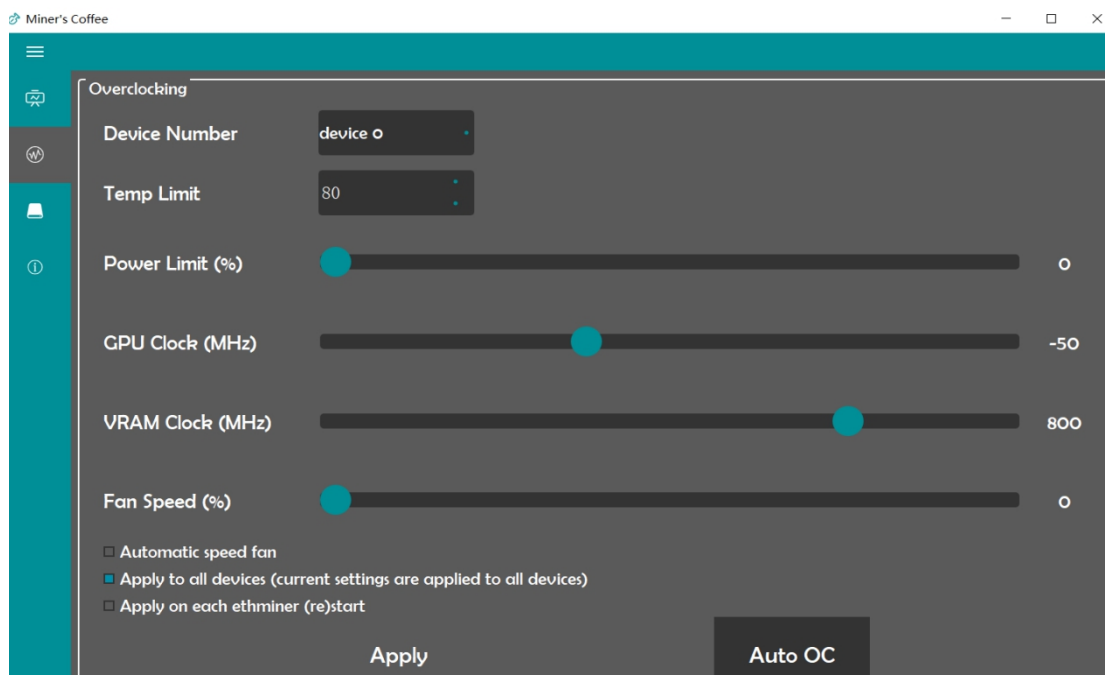 Miner's Coffee
Overclocking
Device Number device 0
Temp Limit 80
Power Limit (%) 0
GPU Clock (MHz) -50
VRAM Clock (MHz) 800
Fan Speed (%) 0
Automatic speed fan
Apply to all devices (current settings are applied to all devices)
Apply on each ethminer (re)start
Apply Auto OC